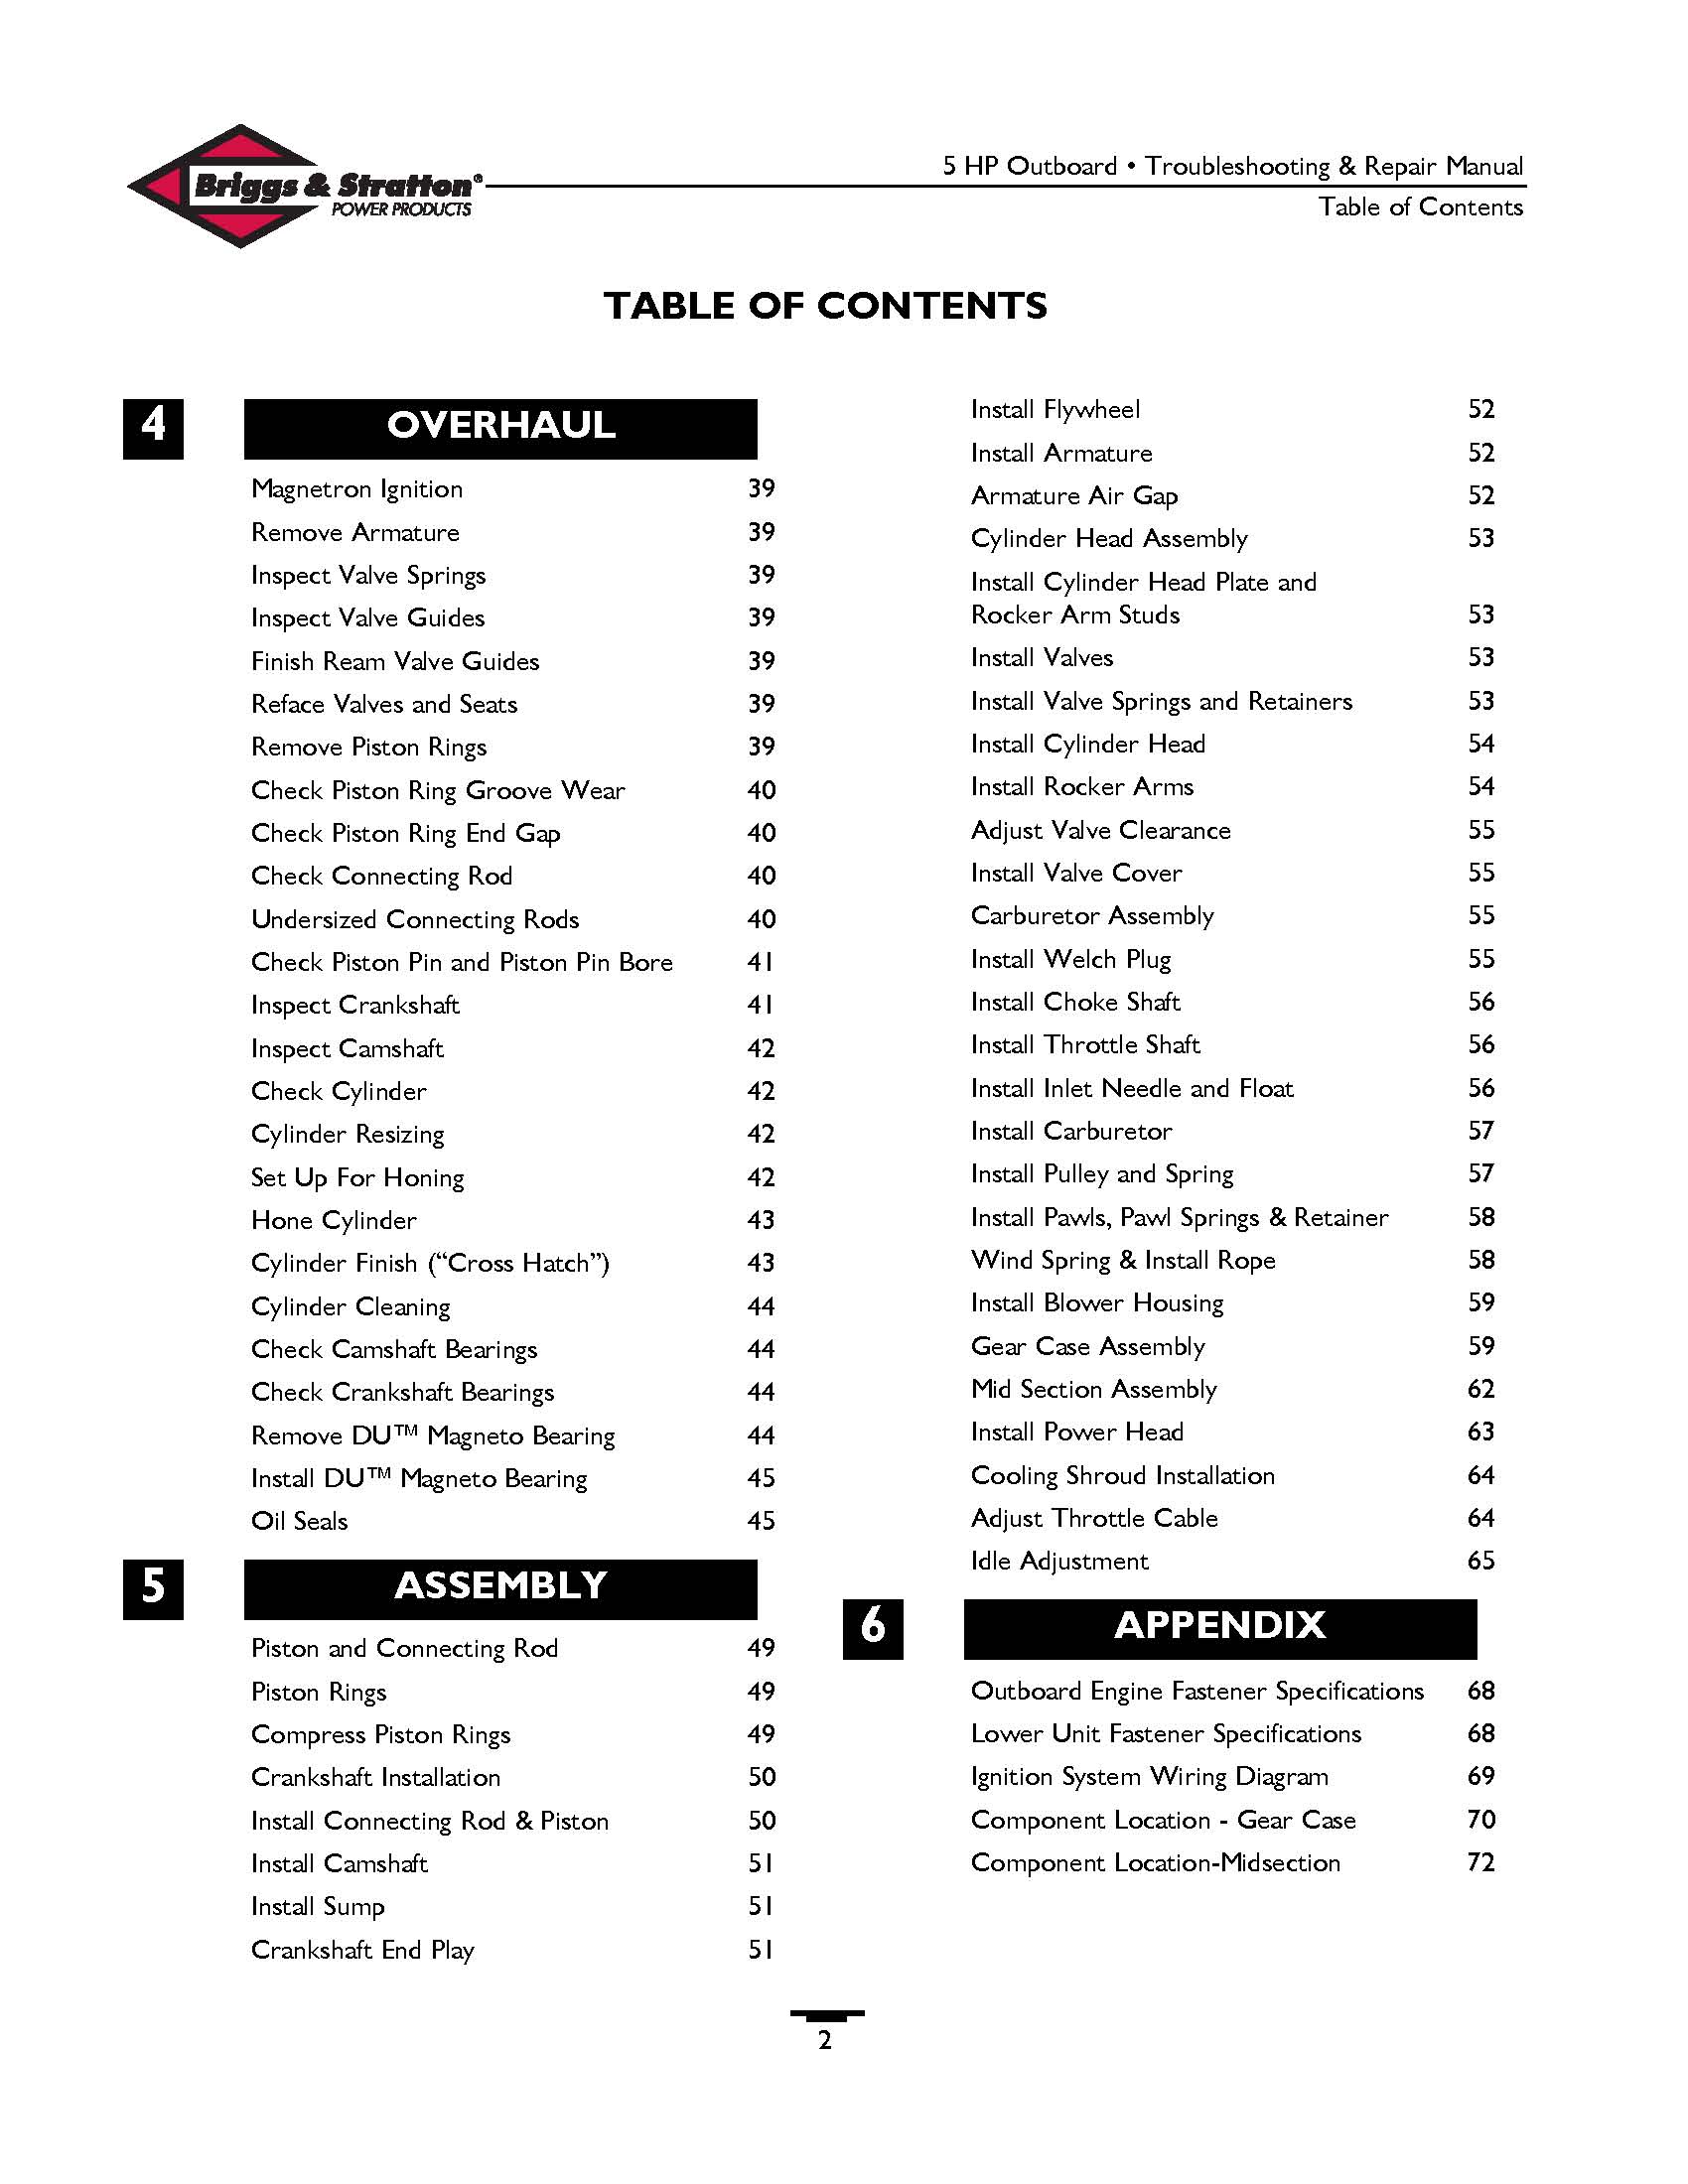 Briggs & Stratton®
POWER PRODUCTS
5 HP Outboard • Troubleshooting & Repair Manual
Table of Contents
TABLE OF CONTENTS
4 OVERHAUL
Magnetron Ignition 39
Remove Armature 39
Inspect Valve Springs 39
Inspect Valve Guides 39
Finish Ream Valve Guides 39
Reface Valves and Seats 39
Remove Piston Rings 39
Check Piston Ring Groove Wear 40
Check Piston Ring End Gap 40
Check Connecting Rod 40
Undersized Connecting Rods 40
Check Piston Pin and Piston Pin Bore 41
Inspect Crankshaft 41
Inspect Camshaft 42
Check Cylinder 42
Cylinder Resizing 42
Set Up For Honing 42
Hone Cylinder 43
Cylinder Finish (“Cross Hatch”) 43
Cylinder Cleaning 44
Check Camshaft Bearings 44
Check Crankshaft Bearings 44
Remove DU™ Magneto Bearing 44
Install DU™ Magneto Bearing 45
Oil Seals 45
5 ASSEMBLY
Piston and Connecting Rod 49
Piston Rings 49
Compress Piston Rings 49
Crankshaft Installation 50
Install Connecting Rod & Piston 50
Install Camshaft 51
Install Sump 51
Crankshaft End Play 51
Install Flywheel 52
Install Armature 52
Armature Air Gap 52
Cylinder Head Assembly 53
Install Cylinder Head Plate and
Rocker Arm Studs 53
Install Valves 53
Install Valve Springs and Retainers 53
Install Cylinder Head 54
Install Rocker Arms 54
Adjust Valve Clearance 55
Install Valve Cover 55
Carburetor Assembly 55
Install Welch Plug 55
Install Choke Shaft 56
Install Throttle Shaft 56
Install Inlet Needle and Float 56
Install Carburetor 57
Install Pulley and Spring 57
Install Pawls, Pawl Springs & Retainer 58
Wind Spring & Install Rope 58
Install Blower Housing 59
Gear Case Assembly 59
Mid Section Assembly 62
Install Power Head 63
Cooling Shroud Installation 64
Adjust Throttle Cable 64
Idle Adjustment 65
6 APPENDIX
Outboard Engine Fastener Specifications 68
Lower Unit Fastener Specifications 68
Ignition System Wiring Diagram 69
Component Location - Gear Case 70
Component Location-Midsection 72
2